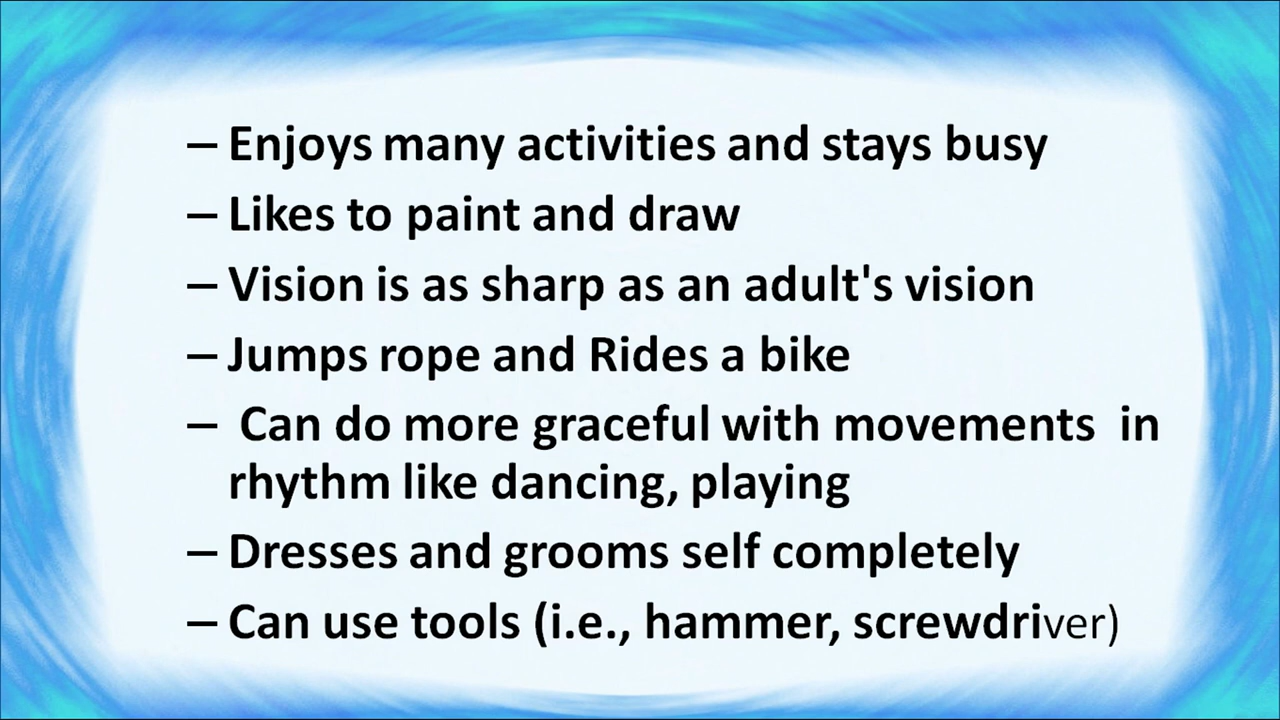 – Enjoys many activities and stays busy
– Likes to paint and draw
– Vision is as sharp as an adult's vision
– Jumps rope and Rides a bike
– Can do more graceful with movements in
rhythm like dancing, playing
– Dresses and grooms self completely
– Can use tools (i.e., hammer, screwdriver)